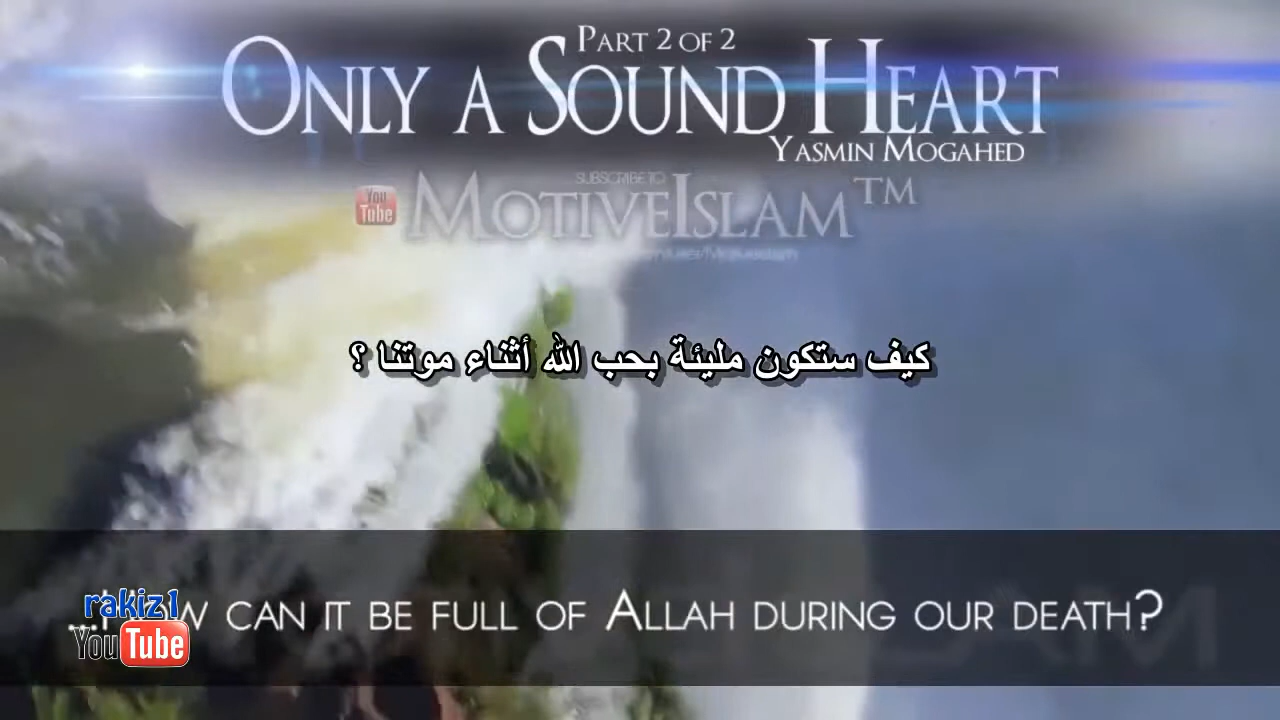 PART 2 OF 2
ONLY A SOUND HEART
YASMIN MOGAHED
SUBSCRIBE TO
You Tube
MOTIVEISLAM™
كيف ستكون مليئة بحب الله أثناء موتنا ؟
rakiz1
YouTube
CAN IT BE FULL OF ALLAH DURING OUR DEATH?